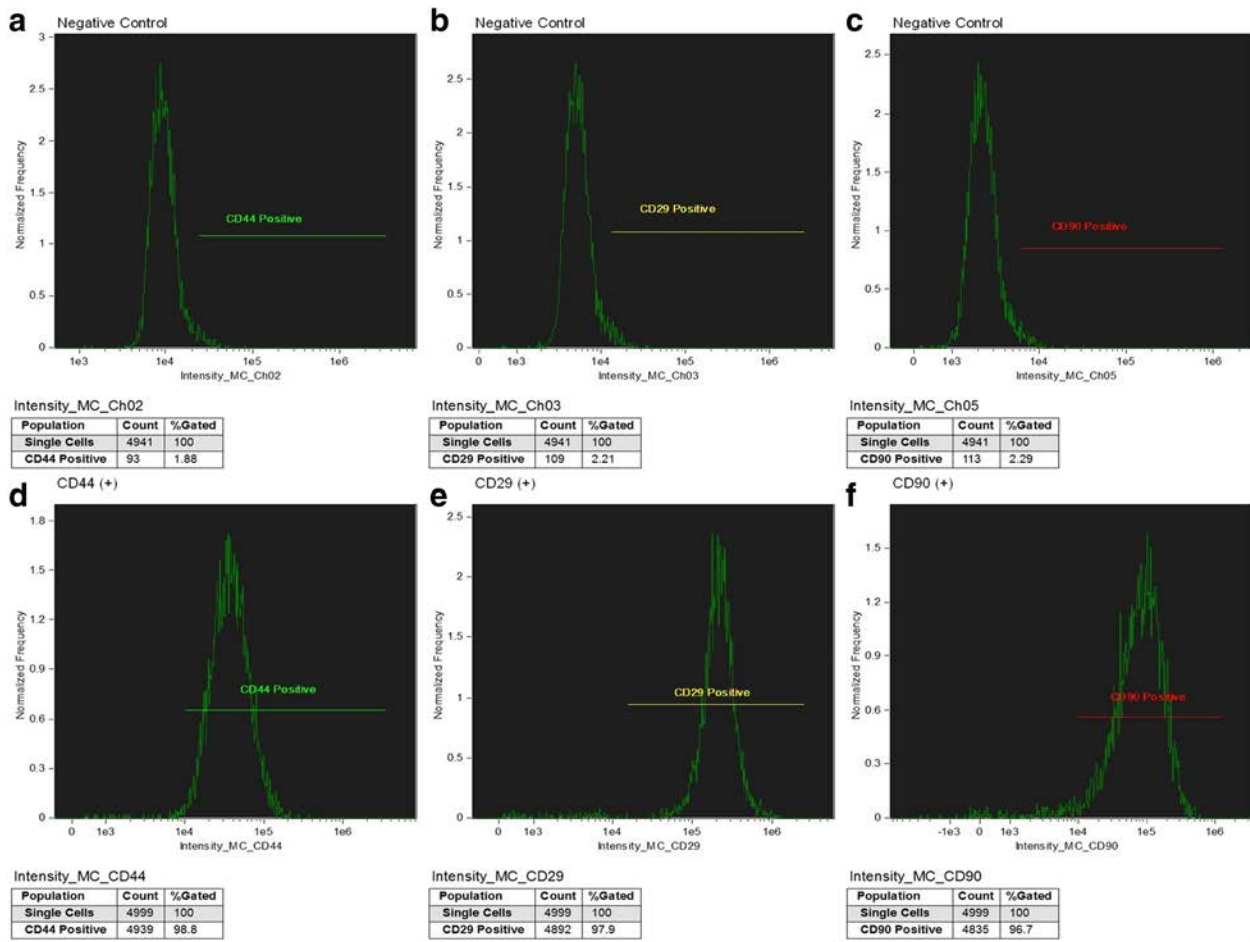 a Negative Control
3
2.5
2
1.5
1
0.5
0
Normalized Frequency
CD44 Positive
1e3 1e4 1e5 1e6
Intensity_MC_Ch02
Intensity_MC_Ch02
Population Count %Gated
Single Cells 4941 100
CD44 Positive 93 1.88
b Negative Control
2.5
2
1.5
1
0.5
0
Normalized Frequency
CD29 Positive
0 1e3 1e4 1e5 1e6
Intensity_MC_Ch03
Intensity_MC_Ch03
Population Count %Gated
Single Cells 4941 100
CD29 Positive 109 2.21
c Negative Control
2.5
2
1.5
1
0.5
0
Normalized Frequency
CD90 Positive
0 1e3 1e4 1e5 1e6
Intensity_MC_Ch05
Intensity_MC_Ch05
Population Count %Gated
Single Cells 4941 100
CD90 Positive 113 2.29
d CD44 (+)
1.8
1.5
1.2
0.9
0.6
0.3
0
Normalized Frequency
CD44 Positive
0 1e3 1e4 1e5 1e6
Intensity_MC_CD44
Intensity_MC_CD44
Population Count %Gated
Single Cells 4999 100
CD44 Positive 4939 98.8
e CD29 (+)
2.5
2
1.5
1
0.5
0
Normalized Frequency
CD29 Positive
0 1e3 1e4 1e5 1e6
Intensity_MC_CD29
Intensity_MC_CD29
Population Count %Gated
Single Cells 4999 100
CD29 Positive 4892 97.9
f CD90 (+)
1.5
1.2
0.9
0.6
0.3
0
Normalized Frequency
CD90 Positive
-1e3 0 1e3 1e4 1e5 1e6
Intensity_MC_CD90
Intensity_MC_CD90
Population Count %Gated
Single Cells 4999 100
CD90 Positive 4835 96.7